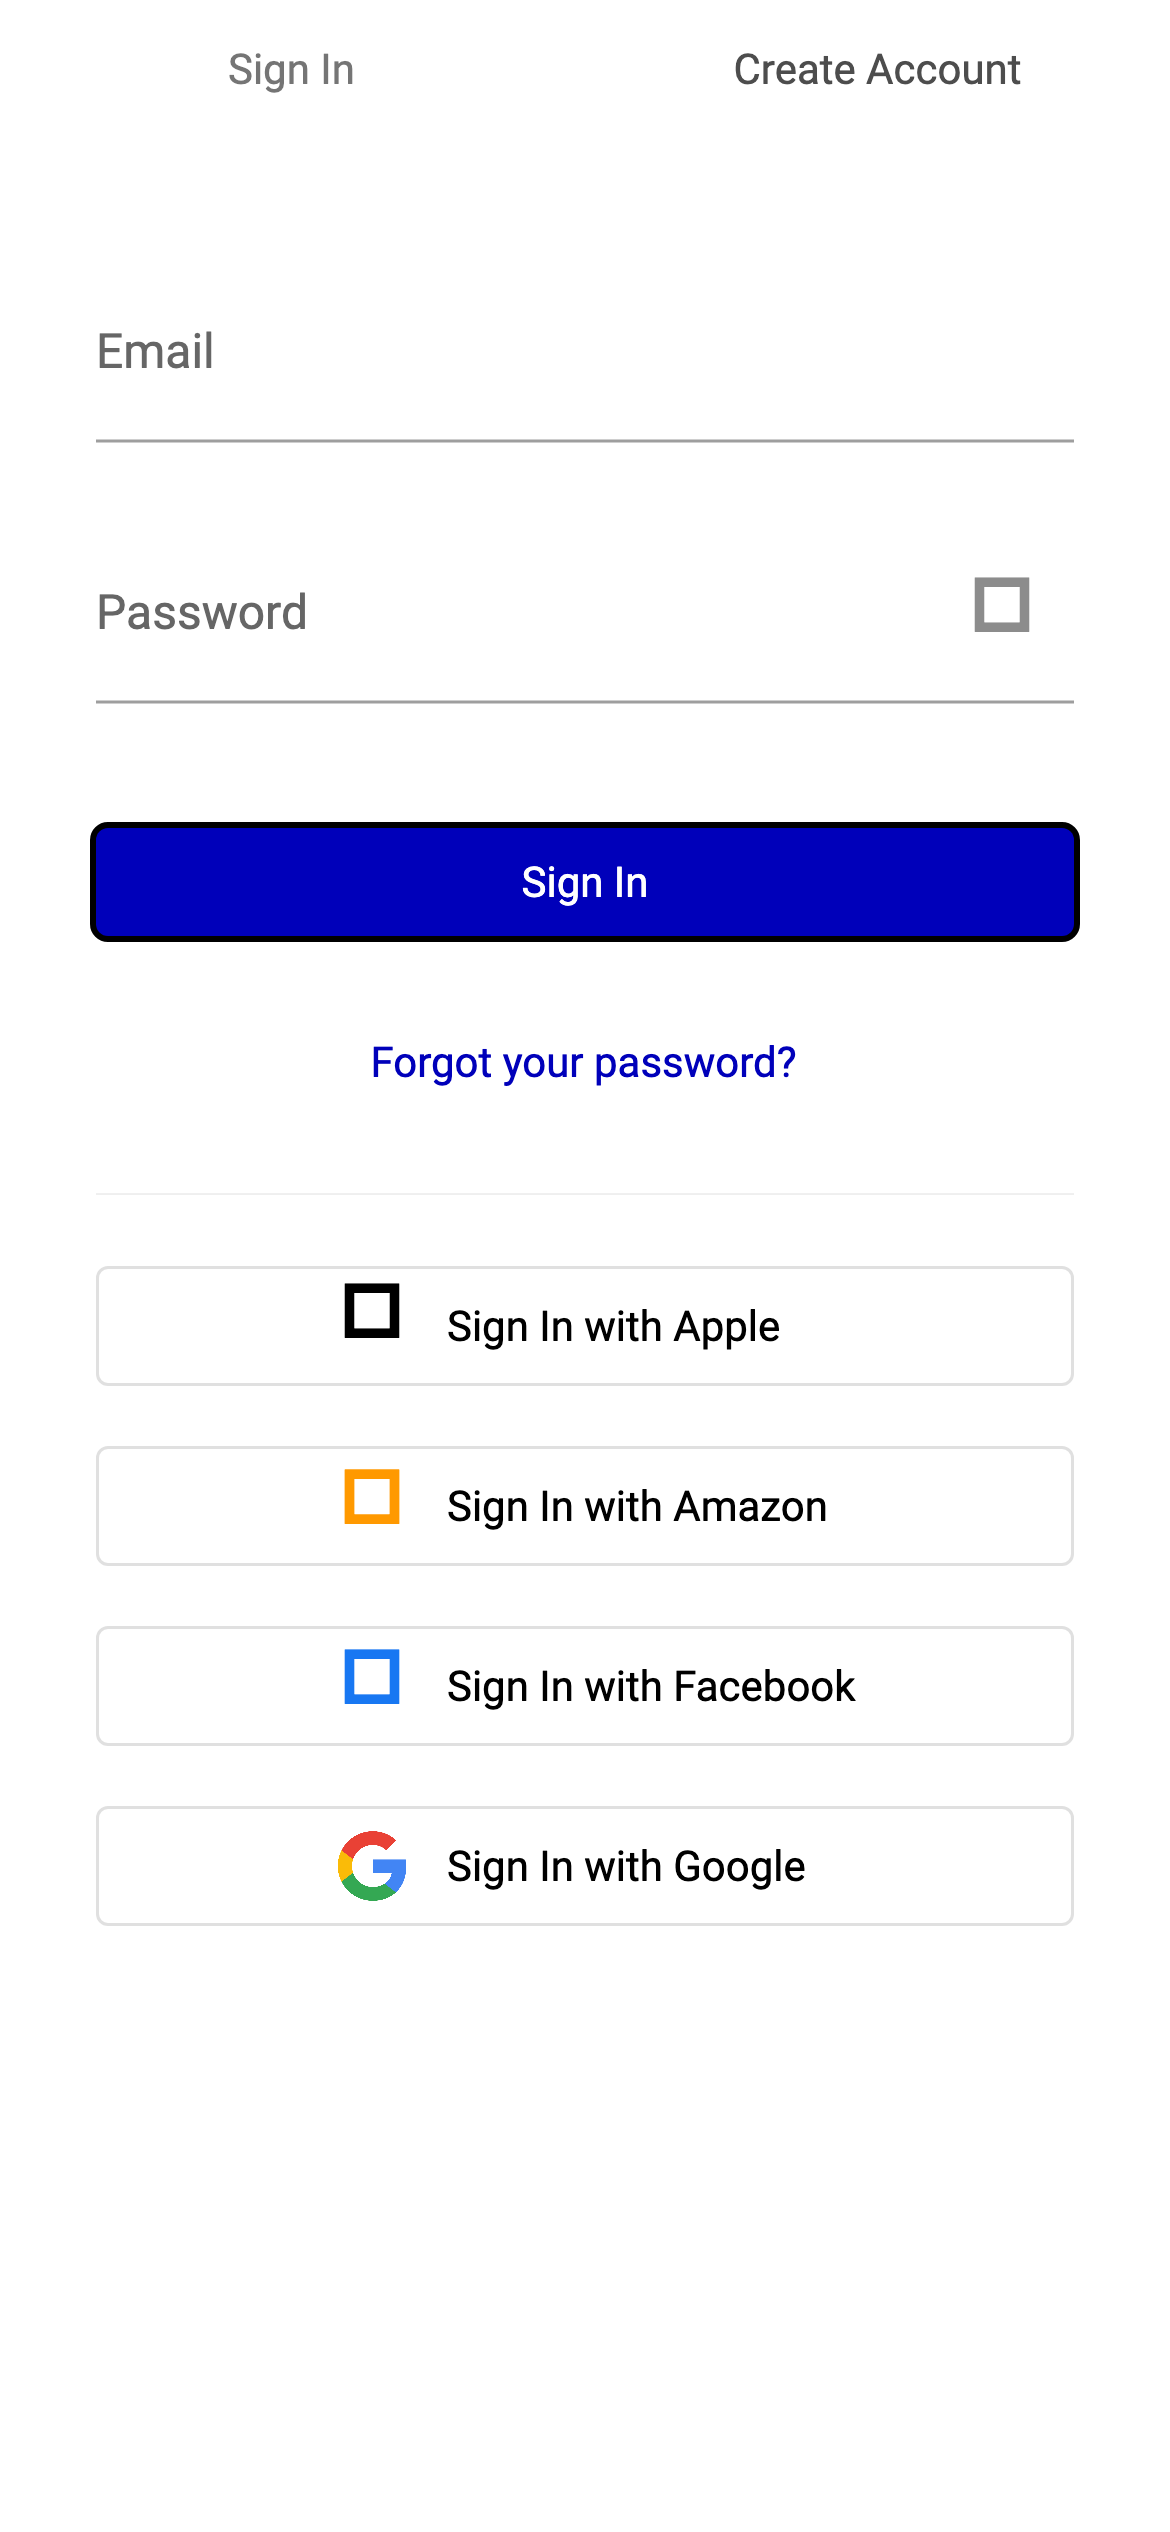 Sign In
Create Account
Email
Password
Sign In
Forgot your password?
Sign In with Apple
Sign In with Amazon
Sign In with Facebook
Sign In with Google